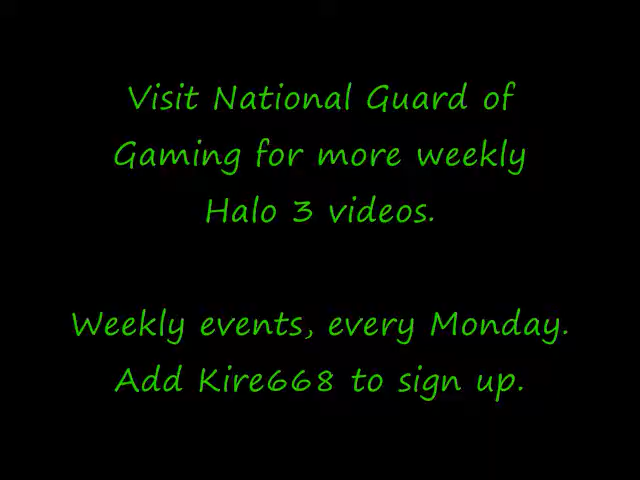 Visit National Guard of
Gaming for more weekly
Halo 3 videos.
Weekly events, every Monday.
Add Kire668 to sign up.